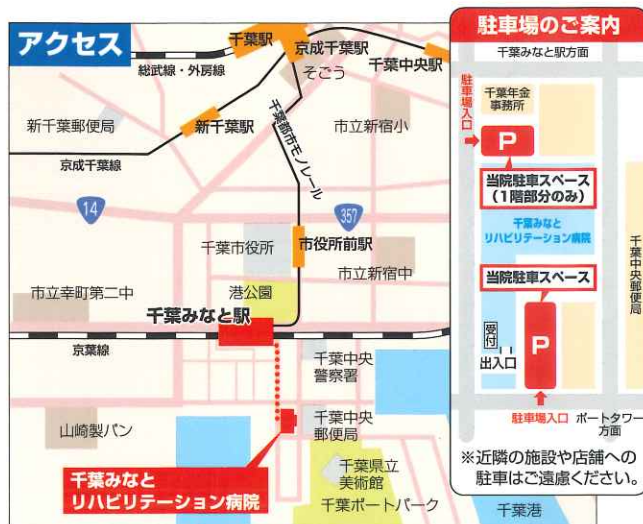 アクセス
千葉駅
京成千葉駅
総武線・外房線
そごう
千葉中央駅
新千葉郵便局
新千葉駅
千葉都市モノレール
市立新宿小
京成千葉線
14
357
千葉市役所
市役所前駅
市立新宿中
市立幸町第二中
港公園
千葉みなと駅
京葉線
千葉中央
警察署
山崎製パン
千葉中央
郵便局
千葉みなと
リハビリテーション病院
千葉県立
美術館
千葉ポートパーク
千葉港
駐車場のご案内
千葉みなと駅方面
駐車場入口
千葉年金
事務所
P
当院駐車スペース
(1階部分のみ)
千葉みなと
リハビリテーション病院
千葉中央郵便局
当院駐車スペース
受付
出入口
P
駐車場入口
ポートタワー
方面
※近隣の施設や店舗への
駐車はご遠慮ください。